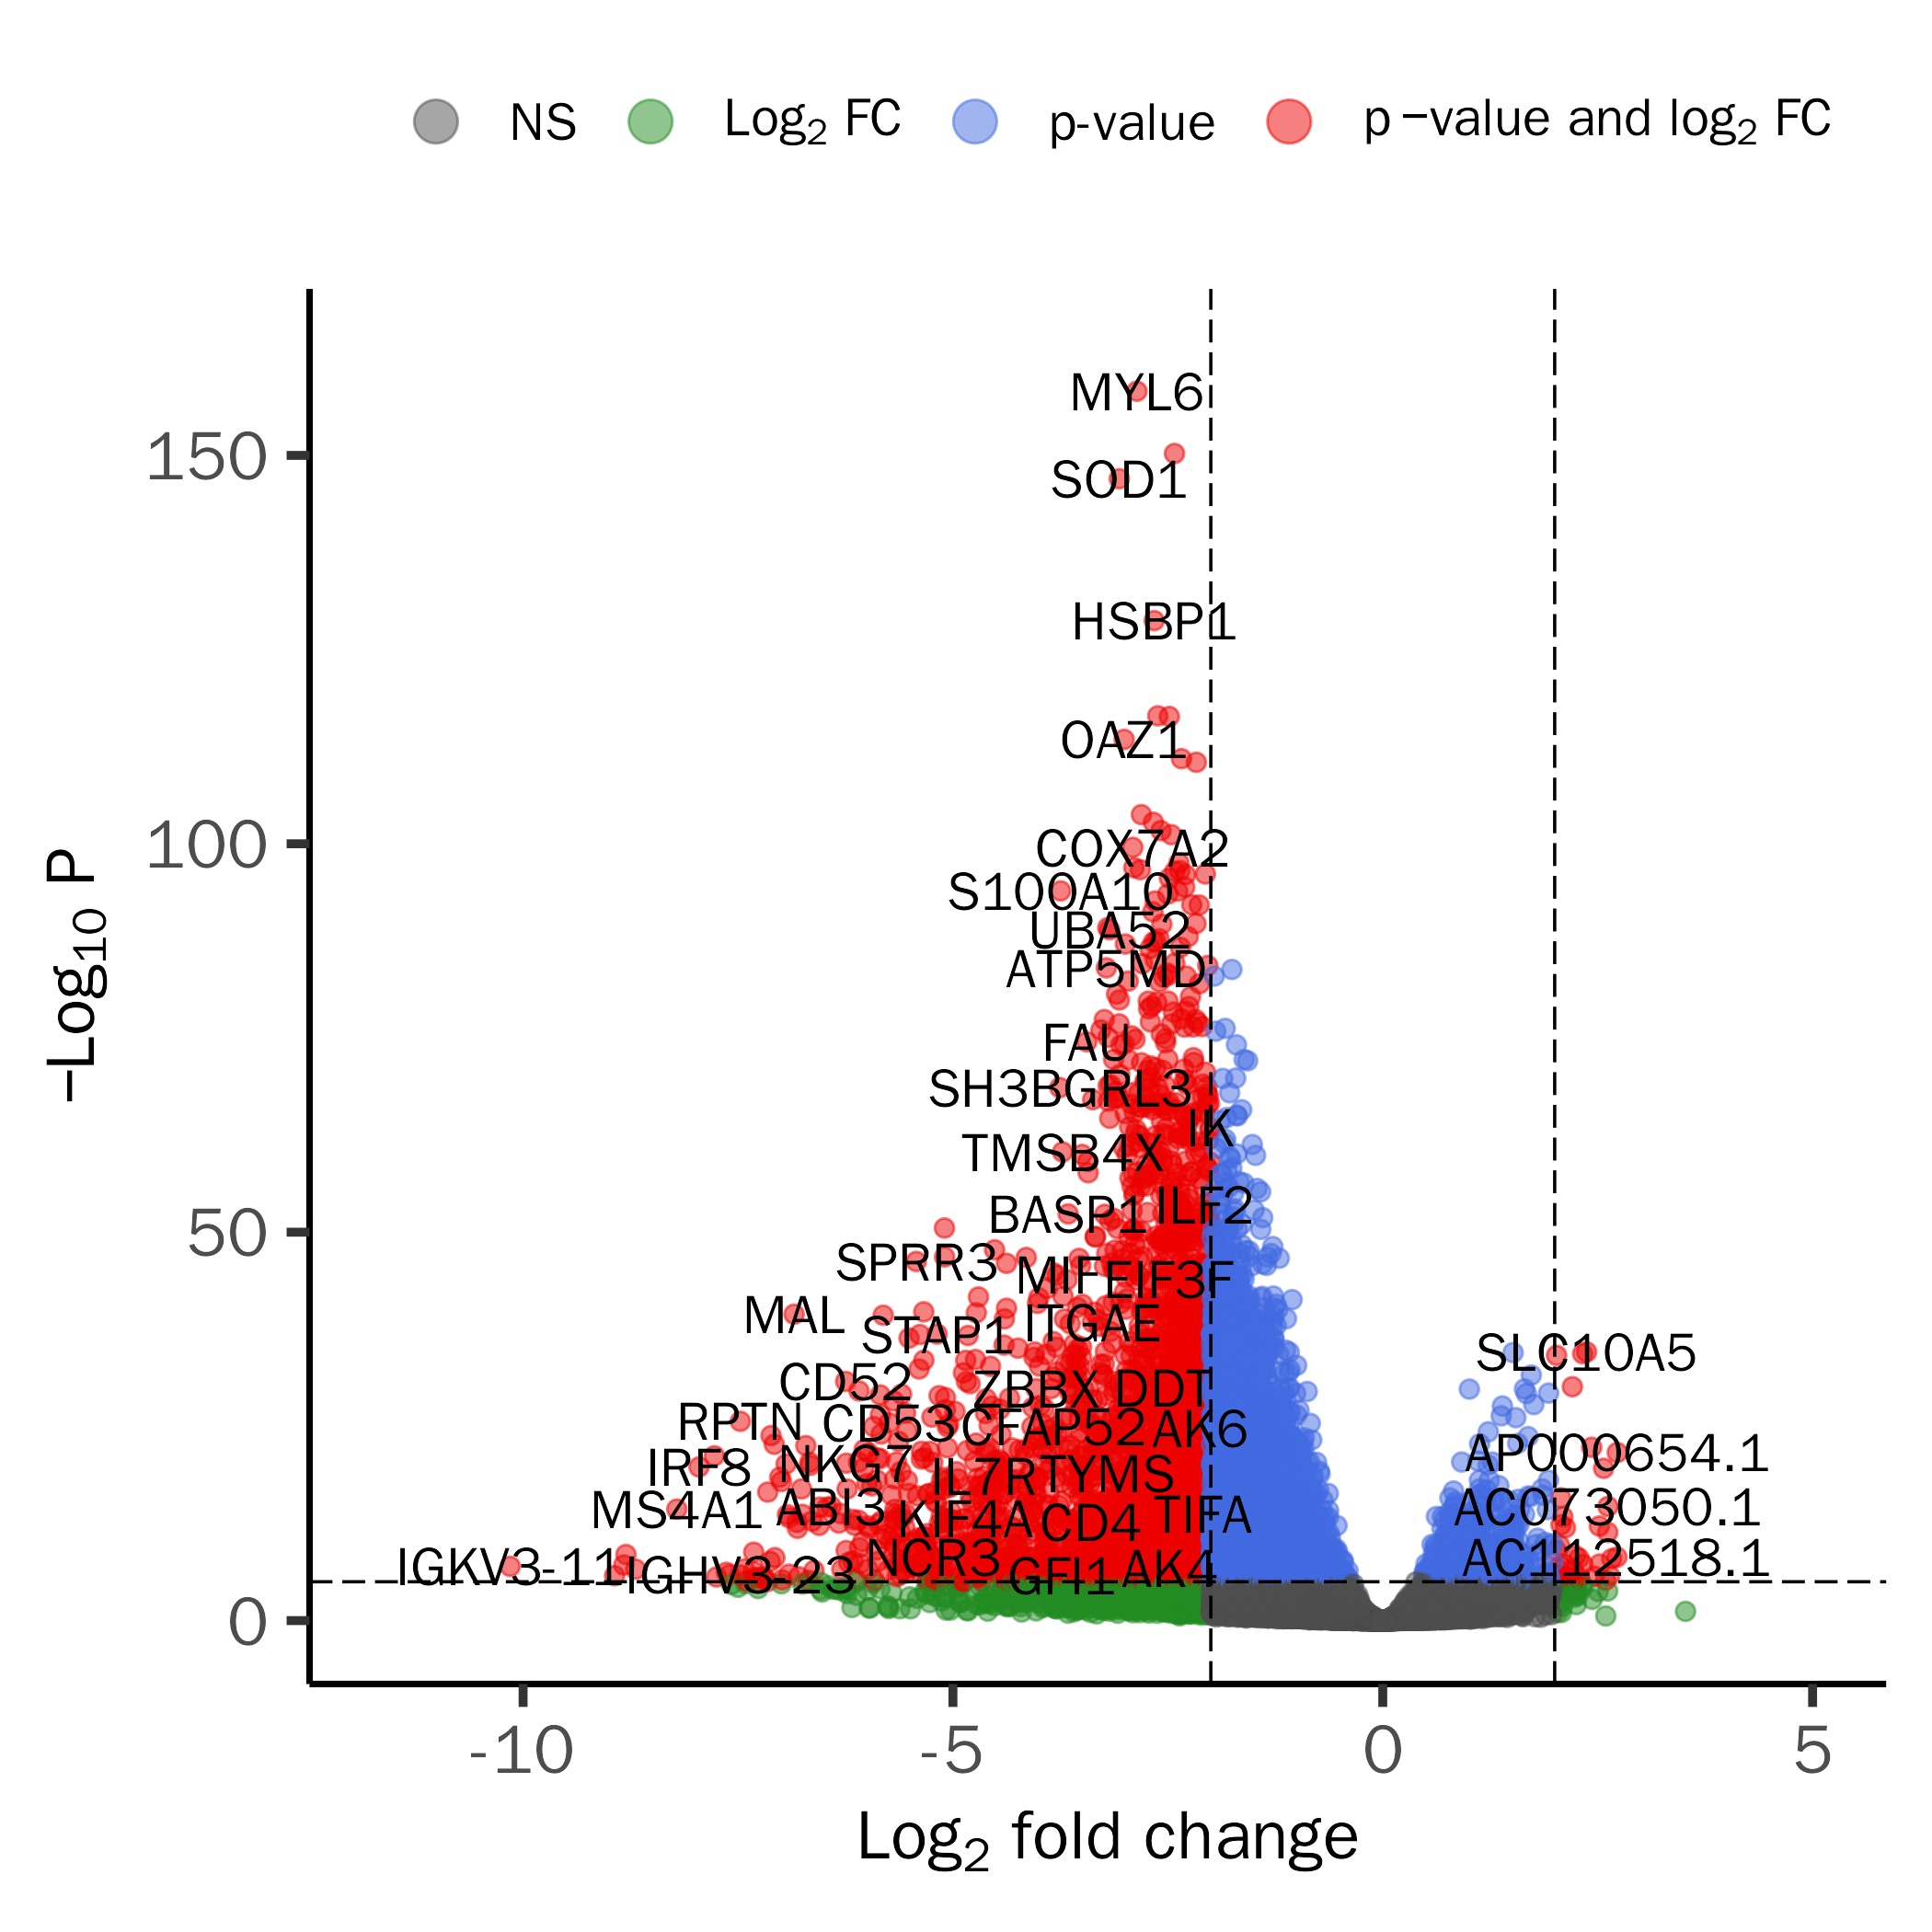 NS Log2 FC p-value p −value and log2 FC
MYL6
150
SOD1
HSBP1
OAZ1
100
COX7A2
S100A10
UBA52
ATP5MD
FAU
SH3BGRL3
IK
TMSB4X
ILF2
BASP1
50
SPRR3
MIF EIF3F
MAL
ITGAE
STAP1
SLC10A5
CD52 ZBBX DDT
RPTN CD53 CFAP52 AK6
AP000654.1
IRF8 NKG7 IL7R TYMS
MS4A1 ABI3 KIF4A CD4 TIFA AC073050.1
IGKV3-11 IGHV3-23 NCR3 GFI1 AK4 AC112518.1
0
−Log10 P
-10 -5 0 5
Log2 fold change